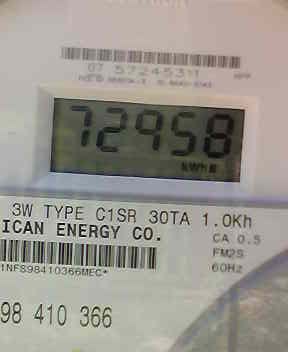 07 57245311
72958
kWh
3W TYPE C1SR 30TA 1.0Kh
ICAN ENERGY CO.
CA 0.5
FM2S
60Hz
1NFS98410366MEC*
98 410 366